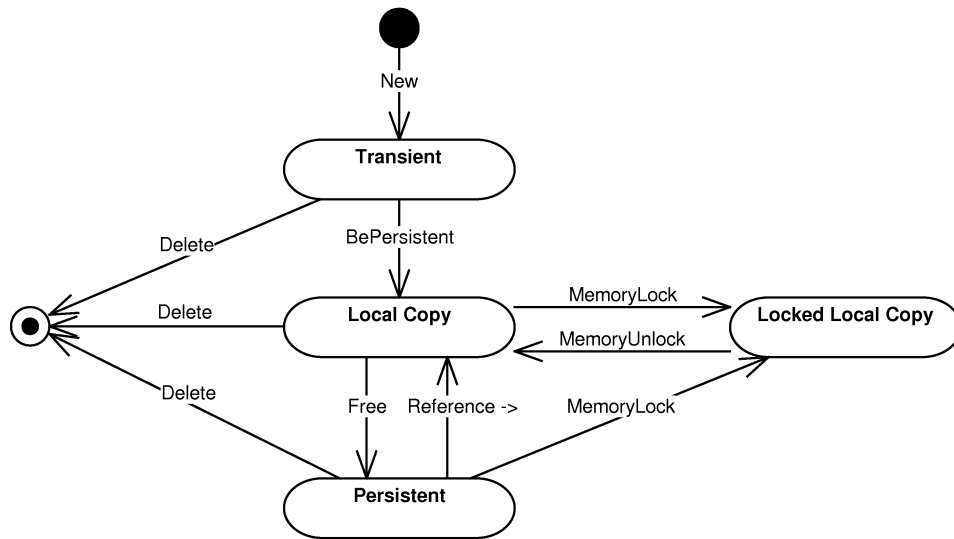 New
Transient
Delete
BePersistent
Delete
Local Copy
MemoryLock
Locked Local Copy
MemoryUnlock
Delete
Free
Reference ->
MemoryLock
Persistent